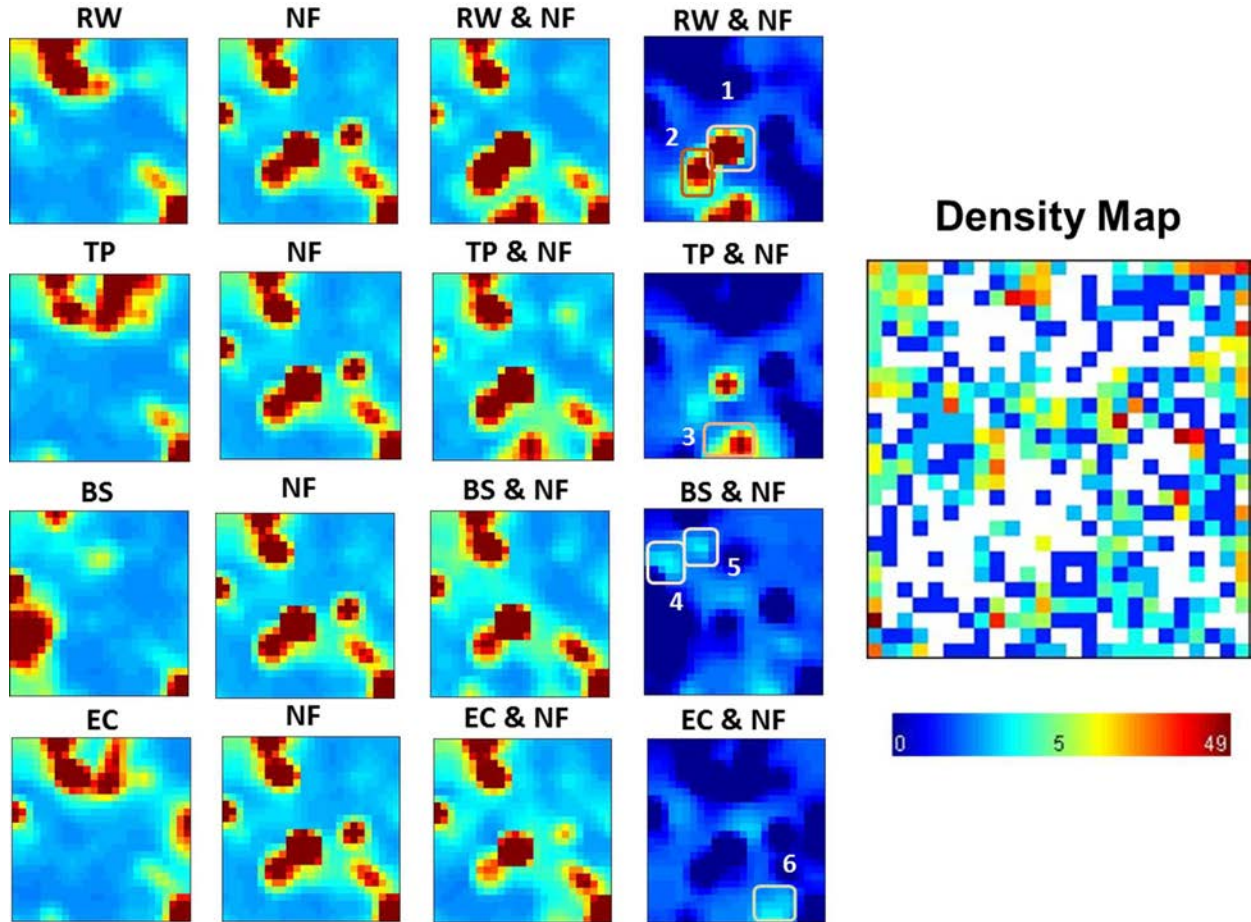 RW NF RW & NF RW & NF
1
2
Density Map
TP NF TP & NF TP & NF
3
BS NF BS & NF BS & NF
5
4
0 5 49
EC NF EC & NF EC & NF
6